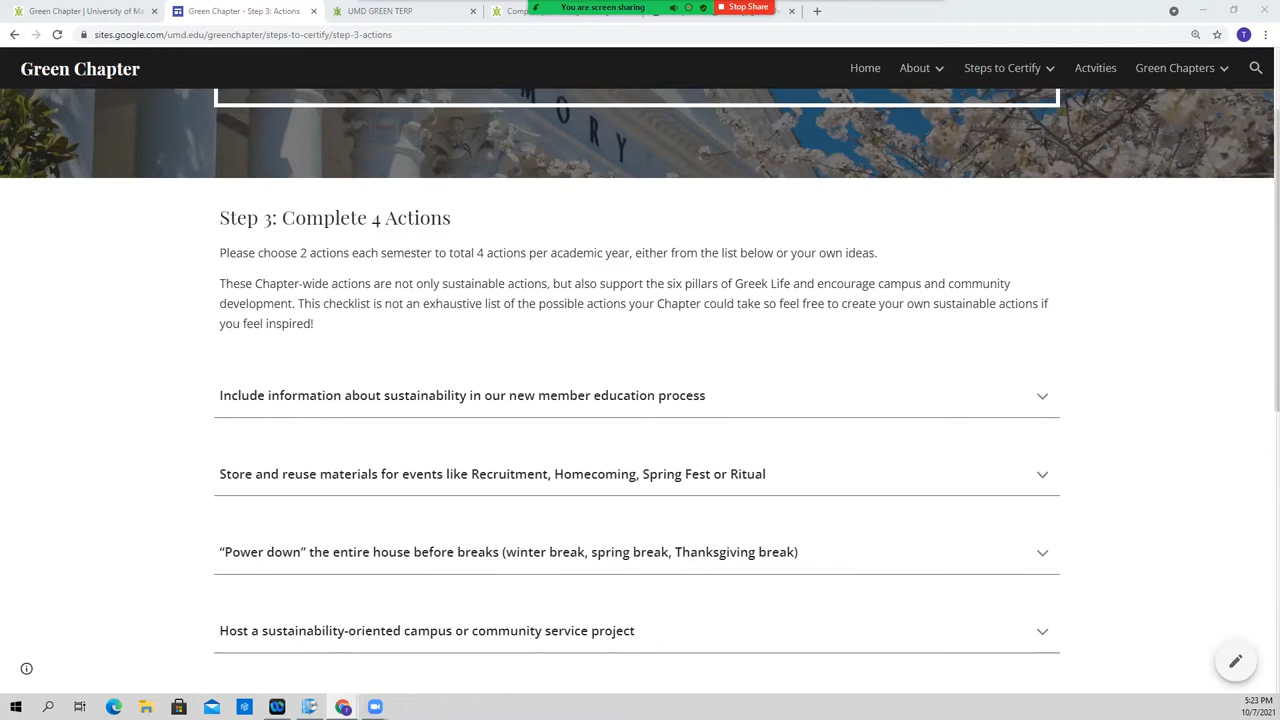 Green Chapter | University of Ma
Green Chapter - Step 3: Actions
UMD GREEN TERP
You are screen sharing
Stop Share
sites.google.com/umd.edu/greenchapter/steps-to-certify/step-3-actions
T
Green Chapter
Home
About
Steps to Certify
Actvities
Green Chapters
MORY
Step 3: Complete 4 Actions
Please choose 2 actions each semester to total 4 actions per academic year, either from the list below or your own ideas.
These Chapter-wide actions are not only sustainable actions, but also support the six pillars of Greek Life and encourage campus and community
development. This checklist is not an exhaustive list of the possible actions your Chapter could take so feel free to create your own sustainable actions if
you feel inspired!
Include information about sustainability in our new member education process
Store and reuse materials for events like Recruitment, Homecoming, Spring Fest or Ritual
“Power down” the entire house before breaks (winter break, spring break, Thanksgiving break)
Host a sustainability-oriented campus or community service project
5:23 PM
10/7/2021